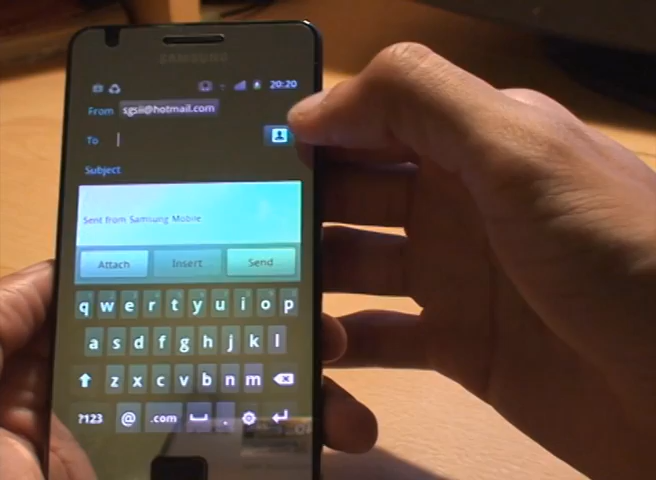 SAMSUNG
20:20
From sgsii@hotmail.com
To
Subject
Sent from Samsung Mobile
Attach Insert Send
q w e r t y u i o p
a s d f g h j k l
z x c v b n m
?123 @ .com .